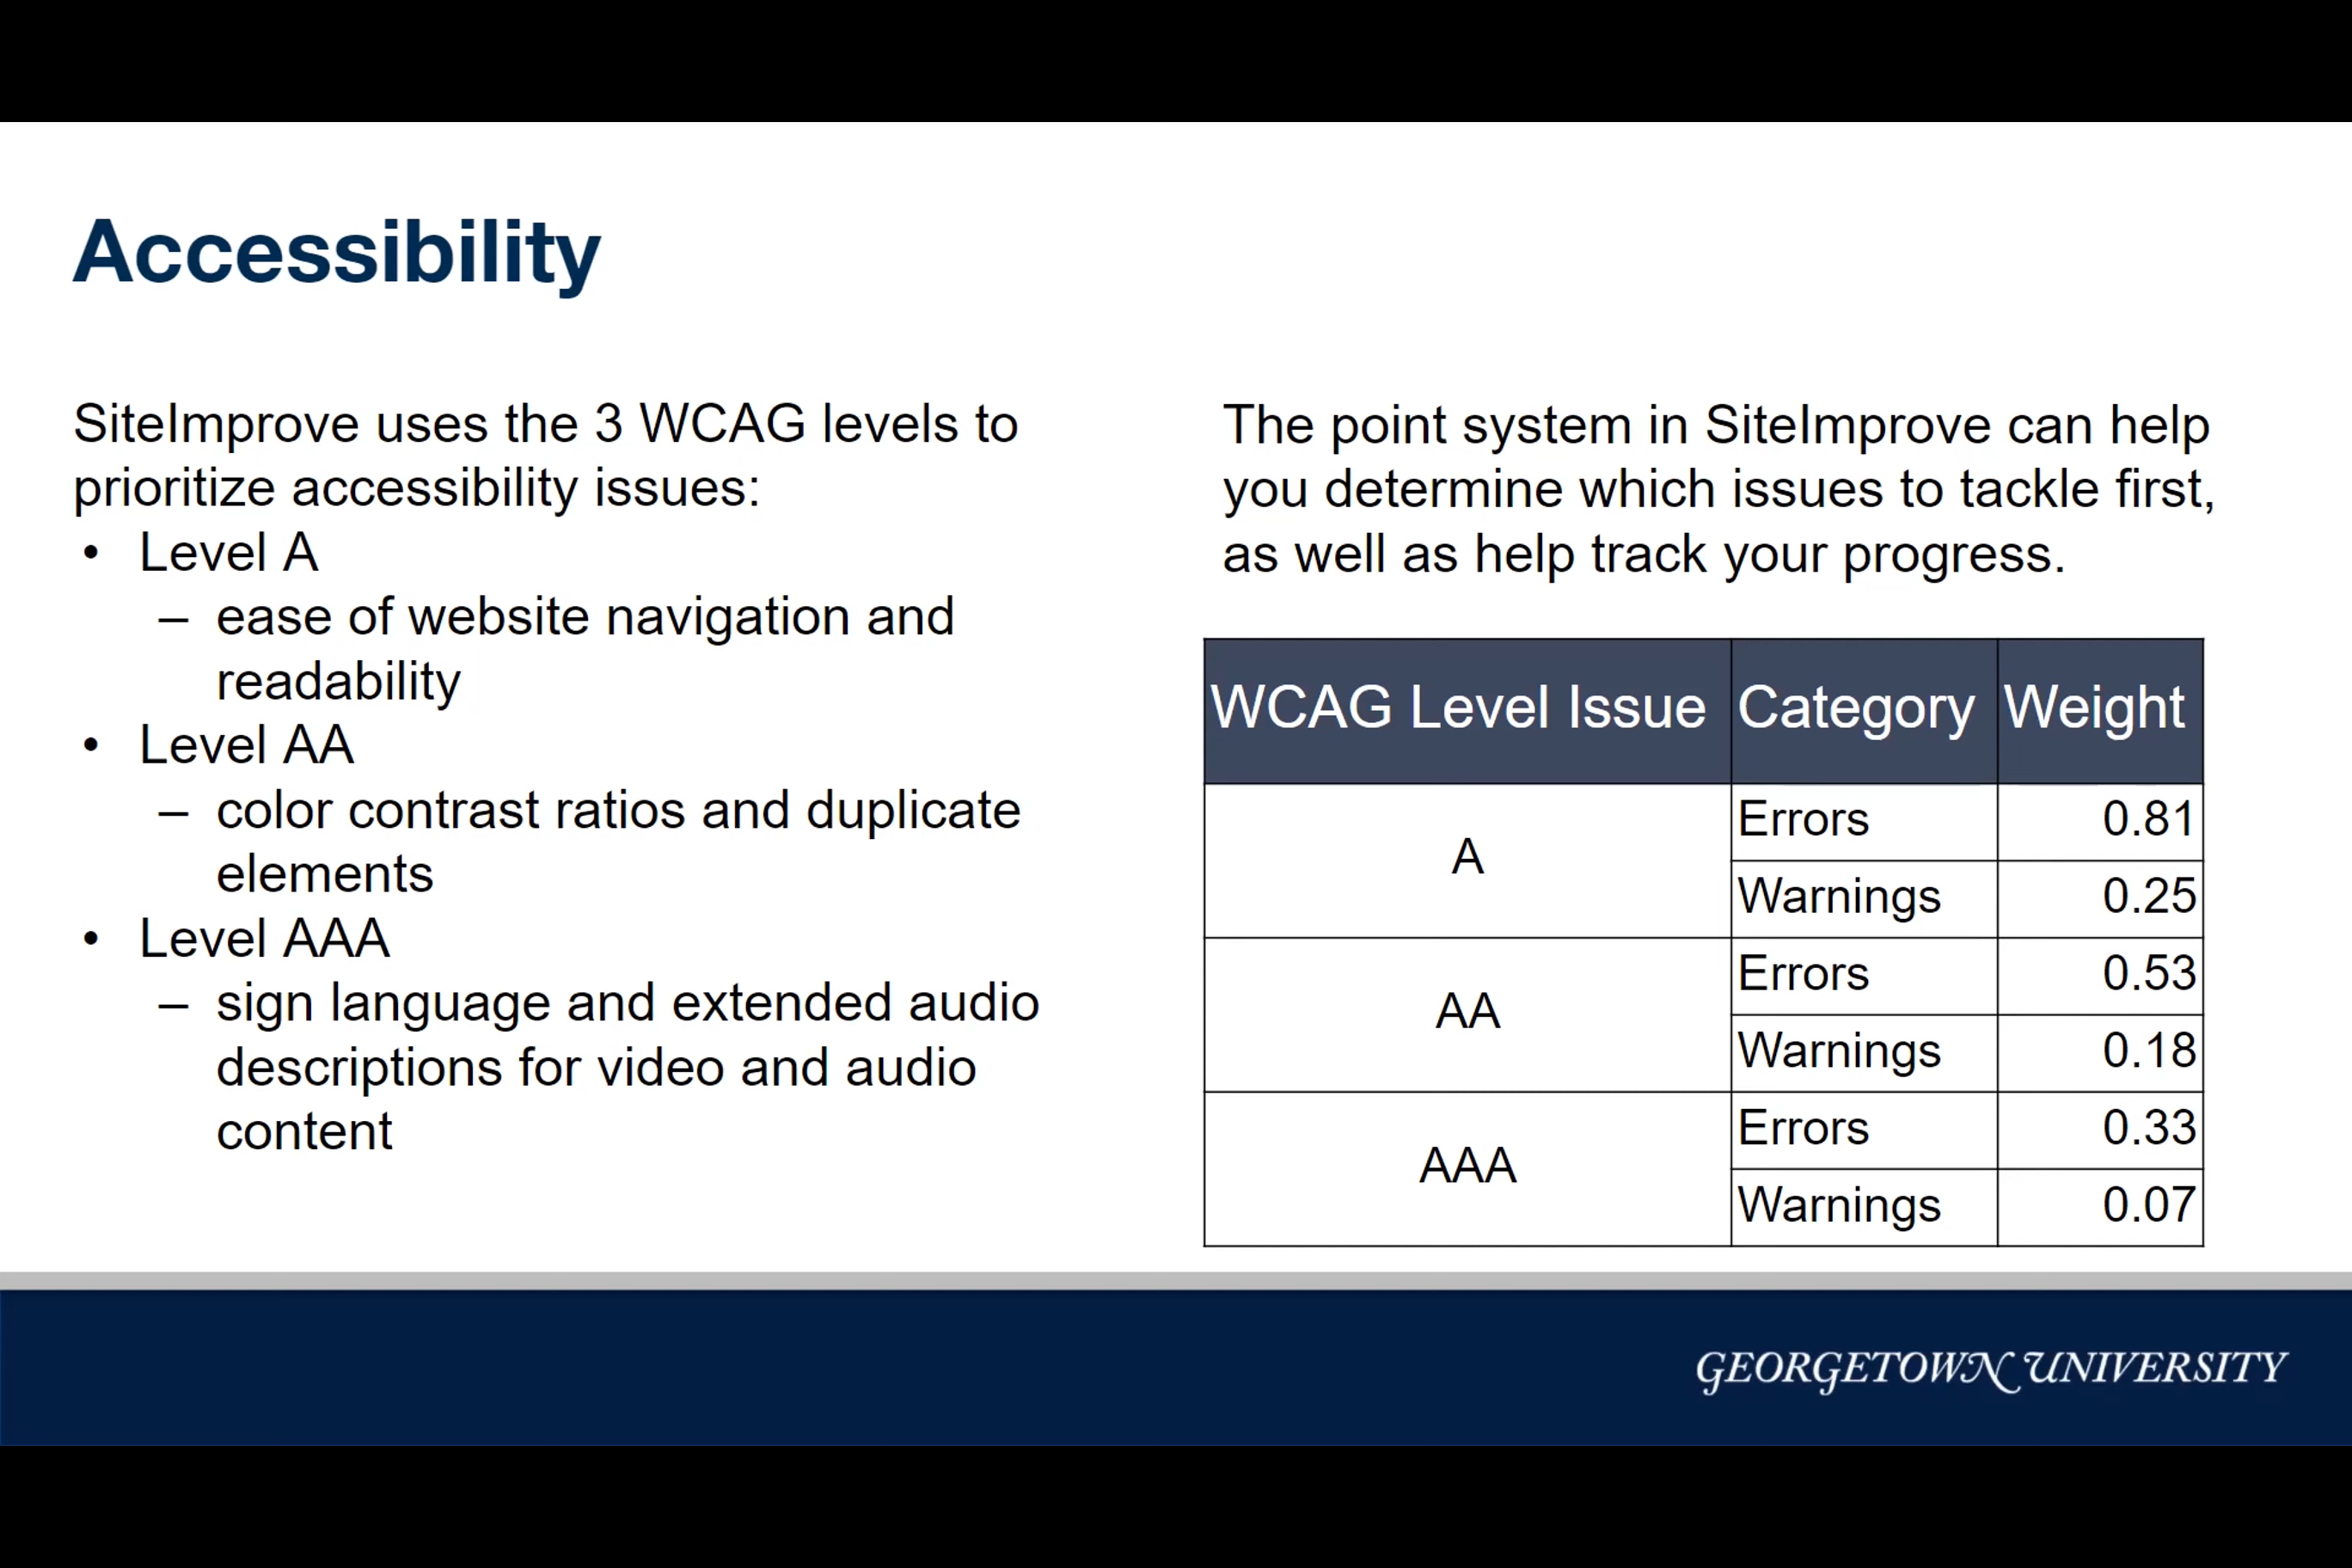 Accessibility
SiteImprove uses the 3 WCAG levels to
prioritize accessibility issues:
• Level A
– ease of website navigation and
readability
• Level AA
– color contrast ratios and duplicate
elements
• Level AAA
– sign language and extended audio
descriptions for video and audio
content
The point system in SiteImprove can help
you determine which issues to tackle first,
as well as help track your progress.
WCAG Level Issue Category Weight
A
Errors 0.81
Warnings 0.25
AA
Errors 0.53
Warnings 0.18
AAA
Errors 0.33
Warnings 0.07
GEORGETOWN UNIVERSITY